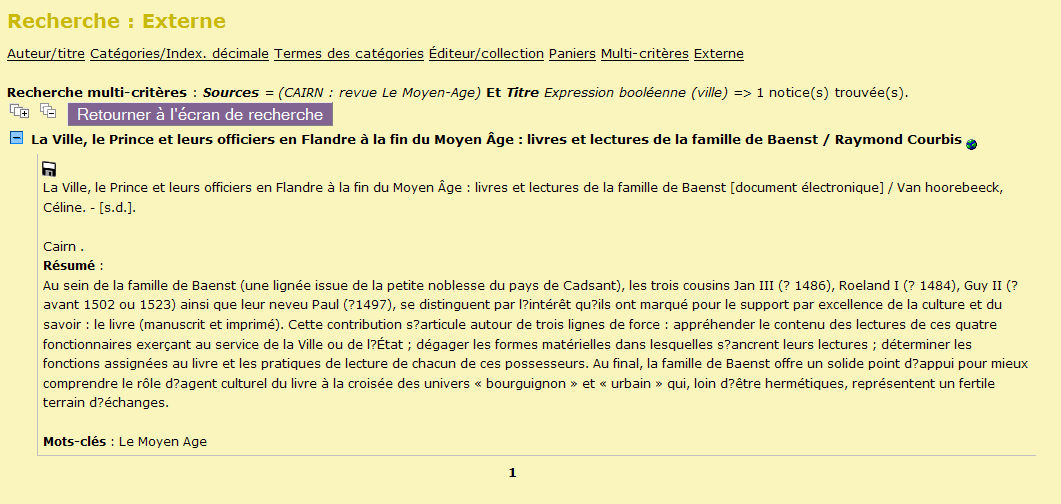 Recherche : Externe
Auteur/titre Catégories/Index. décimale Termes des catégories Éditeur/collection Paniers Multi-critères Externe
Recherche multi-critères : Sources = (CAIRN : revue Le Moyen-Age) Et Titre Expression booléenne (ville) => 1 notice(s) trouvée(s).
Retourner à l'écran de recherche
La Ville, le Prince et leurs officiers en Flandre à la fin du Moyen Âge : livres et lectures de la famille de Baenst / Raymond Courbis
La Ville, le Prince et leurs officiers en Flandre à la fin du Moyen Âge : livres et lectures de la famille de Baenst [document électronique] / Van hoorebeeck,
Céline. - [s.d.].
Cairn .
Résumé :
Au sein de la famille de Baenst (une lignée issue de la petite noblesse du pays de Cadsant), les trois cousins Jan III (? 1486), Roeland I (? 1484), Guy II (?
avant 1502 ou 1523) ainsi que leur neveu Paul (?1497), se distinguent par l?intérêt qu?ils ont marqué pour le support par excellence de la culture et du
savoir : le livre (manuscrit et imprimé). Cette contribution s?articule autour de trois lignes de force : appréhender le contenu des lectures de ces quatre
fonctionnaires exerçant au service de la Ville ou de l?État ; dégager les formes matérielles dans lesquelles s?ancrent leurs lectures ; déterminer les
fonctions assignées au livre et les pratiques de lecture de chacun de ces possesseurs. Au final, la famille de Baenst offre un solide point d?appui pour mieux
comprendre le rôle d?agent culturel du livre à la croisée des univers « bourguignon » et « urbain » qui, loin d?être hermétiques, représentent un fertile
terrain d?échanges.
Mots-clés : Le Moyen Age
1